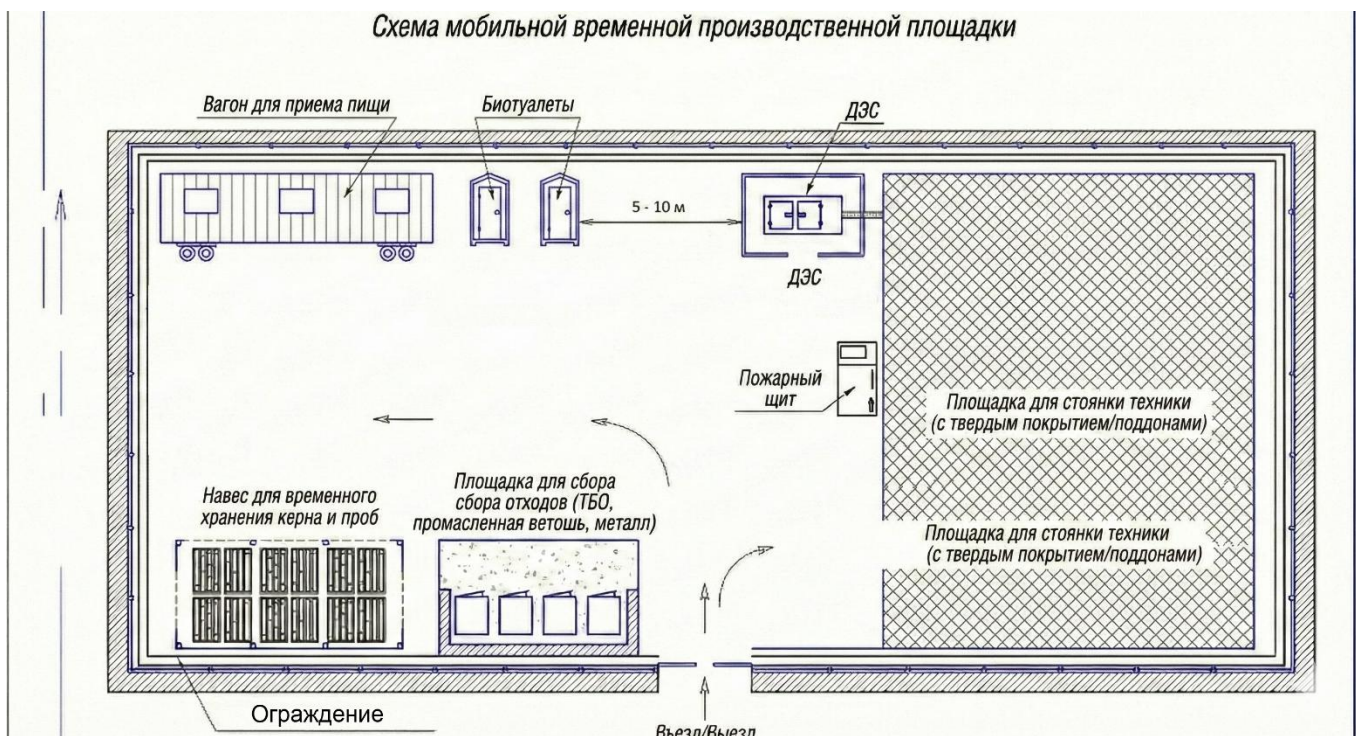 Схема мобильной временной производственной площадки
Вагон для приема пищи
Биотуалеты
ДЭС
5 - 10 м
ДЭС
Пожарный
щит
Площадка для стоянки техники
(с твердым покрытием/поддонами)
Навес для временного
хранения керна и проб
Площадка для сбора
сбора отходов (ТБО,
промасленная ветошь, металл)
Площадка для стоянки техники
(с твердым покрытием/поддонами)
Ограждение
Въезд/Выезд